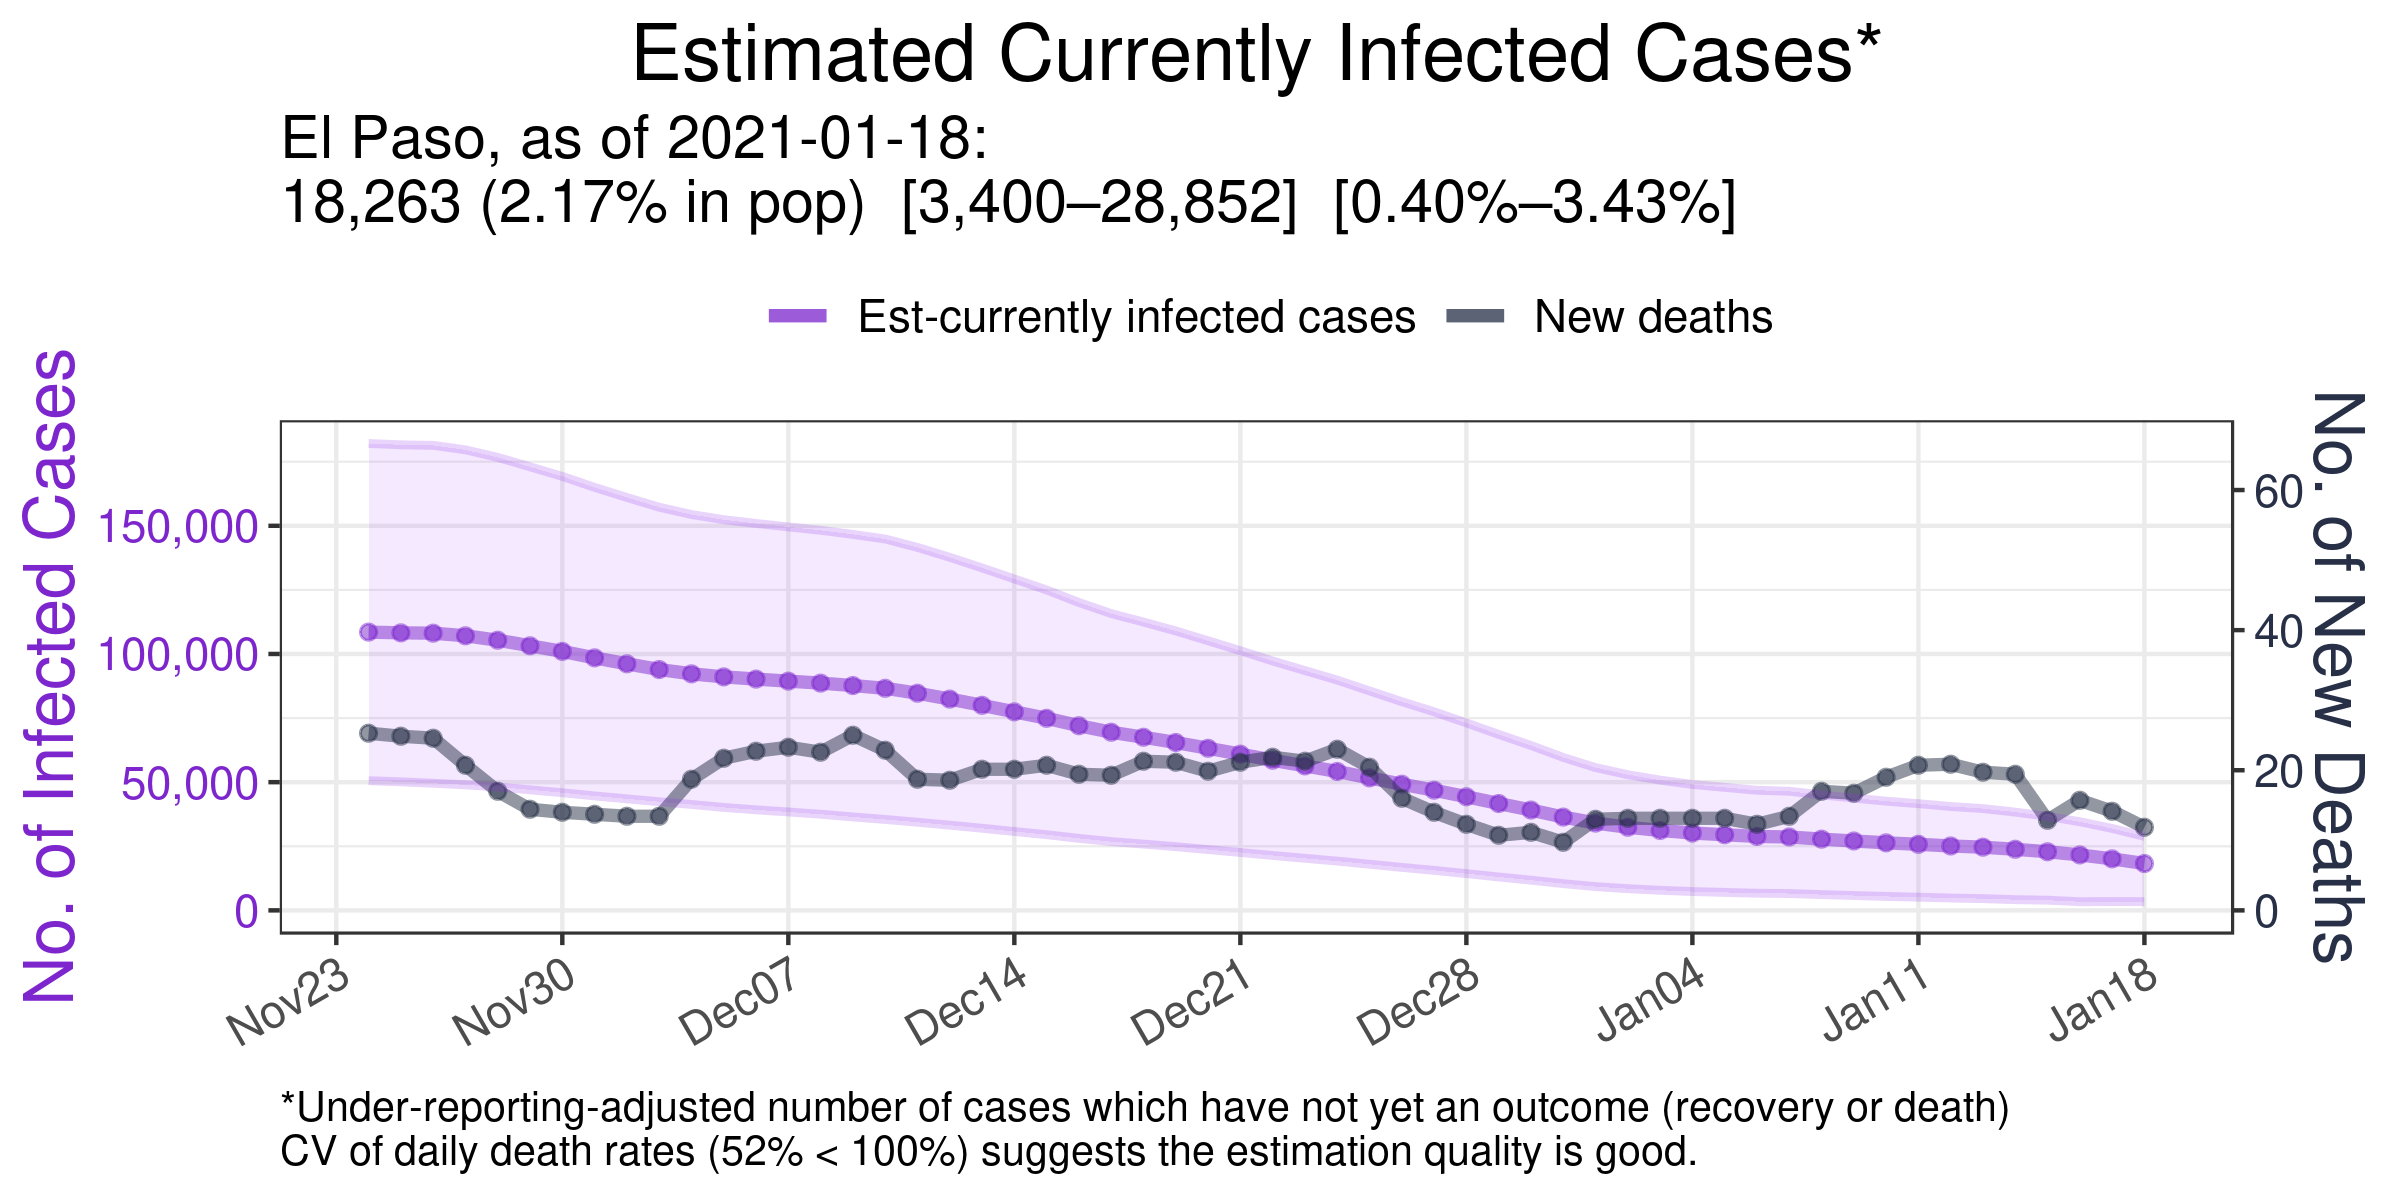 Estimated Currently Infected Cases*
El Paso, as of 2021-01-18:
18,263 (2.17% in pop)  [3,400–28,852]  [0.40%–3.43%]
Est-currently infected cases
New deaths
No. of Infected Cases
150,000
100,000
50,000
0
No. of New Deaths
60
40
20
0
Nov23
Nov30
Dec07
Dec14
Dec21
Dec28
Jan04
Jan11
Jan18
*Under-reporting-adjusted number of cases which have not yet an outcome (recovery or death)
CV of daily death rates (52% < 100%) suggests the estimation quality is good.